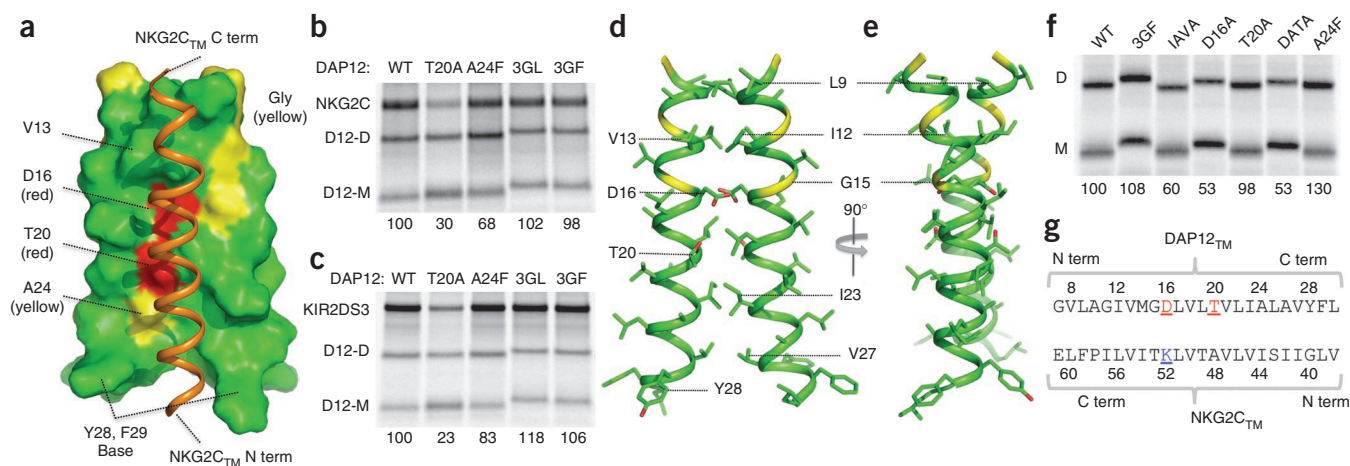 a
NKG2CTM C term
Gly
(yellow)
V13
D16
(red)
T20
(red)
A24
(yellow)
Y28, F29
Base
NKG2CTM N term
b
DAP12: WT T20A A24F 3GL 3GF
NKG2C
D12-D
D12-M
100 30 68 102 98
c
DAP12: WT T20A A24F 3GL 3GF
KIR2DS3
D12-D
D12-M
100 23 83 118 106
d
e
L9
V13
I12
D16
G15
T20
90°
I23
V27
Y28
f
WT 3GF IAVA D16A T20A DATA A24F
D
M
100 108 60 53 98 53 130
g
DAP12TM
N term C term
8 12 16 20 24 28
GVLAGIVMGDLVLTVLIALAVYFL
ELFPILVITKLVTAVLVISIIGLV
60 56 52 48 44 40
C term N term
NKG2CTM